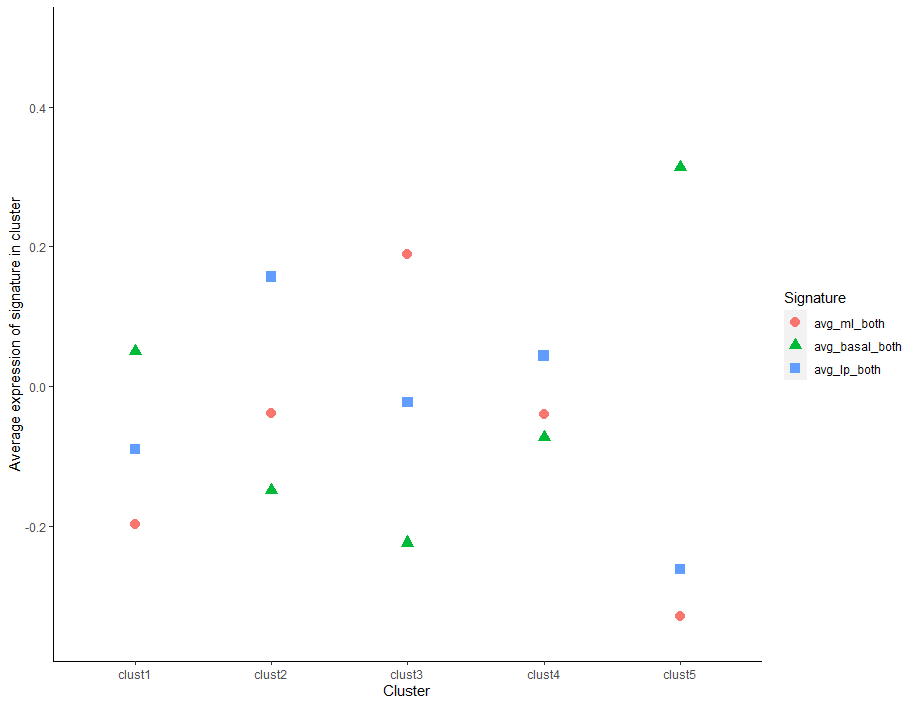 Average expression of signature in cluster
0.4
0.2
0.0
-0.2
clust1
clust2
clust3
clust4
clust5
Cluster
Signature
avg_ml_both
avg_basal_both
avg_lp_both